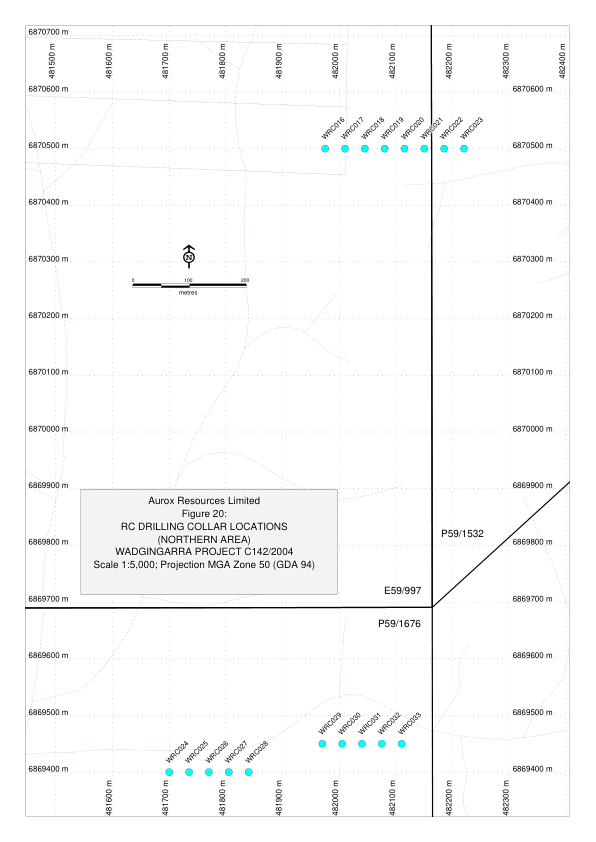 6870700 m
481500 m
481600 m
481700 m
481800 m
481900 m
482000 m
482100 m
482200 m
482300 m
482400 m
6870600 m
6870600 m
WRC016
WRC017
WRC018
WRC019
WRC020
WRC021
WRC022
WRC023
6870500 m
6870500 m
6870400 m
6870400 m
N
6870300 m
6870300 m
0
100
200
metres
6870200 m
6870200 m
6870100 m
6870100 m
6870000 m
6870000 m
6869900 m
6869900 m
Aurox Resources Limited
Figure 20:
RC DRILLING COLLAR LOCATIONS
(NORTHERN AREA)
WADGINGARRA PROJECT C142/2004
Scale 1:5,000; Projection MGA Zone 50 (GDA 94)
P59/1532
6869800 m
6869800 m
E59/997
6869700 m
6869700 m
P59/1676
6869600 m
6869600 m
6869500 m
6869500 m
WRC029
WRC030
WRC031
WRC032
WRC033
WRC024
WRC025
WRC026
WRC027
WRC028
6869400 m
6869400 m
481600 m
481700 m
481800 m
481900 m
482000 m
482100 m
482200 m
482300 m